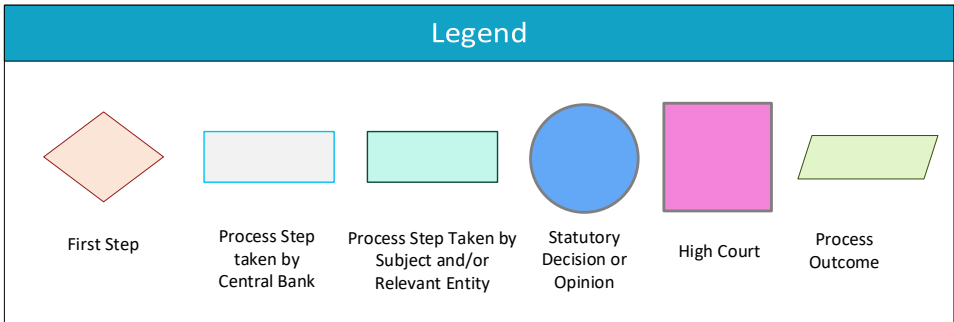 Legend
First Step
Process Step
taken by
Central Bank
Process Step Taken by
Subject and/or
Relevant Entity
Statutory
Decision or
Opinion
High Court
Process
Outcome